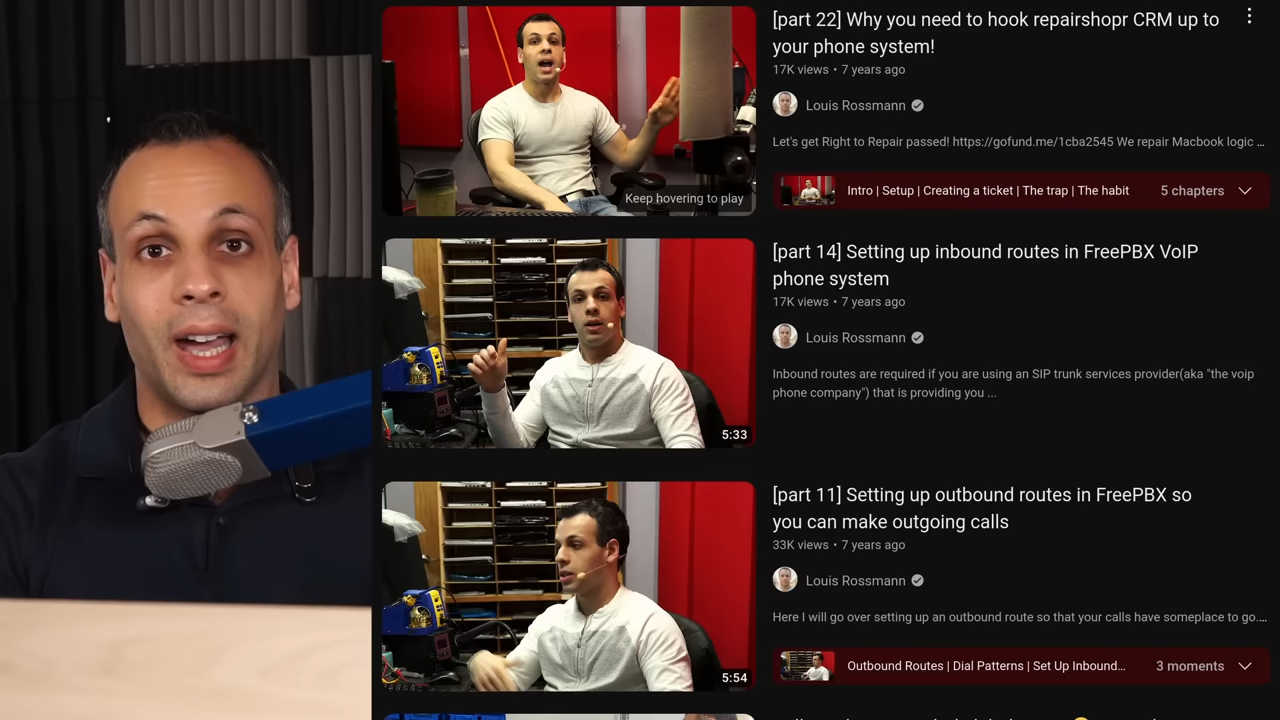 [part 22] Why you need to hook repairshopr CRM up to
your phone system!
17K views • 7 years ago
Louis Rossmann
Let's get Right to Repair passed! https://gofund.me/1cba2545 We repair Macbook logic ...
Keep hovering to play
Intro | Setup | Creating a ticket | The trap | The habit
5 chapters
[part 14] Setting up inbound routes in FreePBX VoIP
phone system
17K views • 7 years ago
Louis Rossmann
Inbound routes are required if you are using an SIP trunk services provider(aka "the voip
phone company") that is providing you ...
5:33
[part 11] Setting up outbound routes in FreePBX so
you can make outgoing calls
33K views • 7 years ago
Louis Rossmann
Here I will go over setting up an outbound route so that your calls have someplace to go....
5:54
Outbound Routes | Dial Patterns | Set Up Inbound...
3 moments